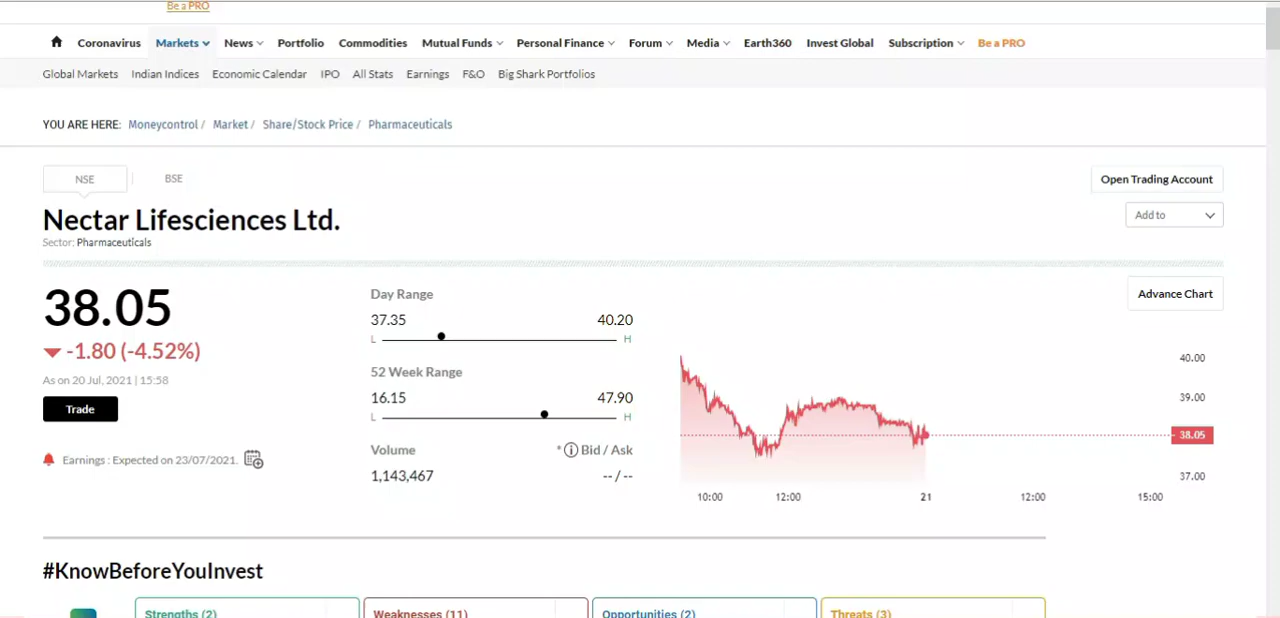 Be a PRO
Coronavirus Markets News Portfolio Commodities Mutual Funds Personal Finance Forum Media Earth360 Invest Global Subscription Be a PRO
Global Markets Indian Indices Economic Calendar IPO All Stats Earnings F&O Big Shark Portfolios
YOU ARE HERE: Moneycontrol / Market / Share/Stock Price / Pharmaceuticals
NSE BSE
Open Trading Account
Nectar Lifesciences Ltd.
Add to
Sector: Pharmaceuticals
38.05
-1.80 (-4.52%)
As on 20 Jul, 2021 | 15:58
Trade
Earnings : Expected on 23/07/2021.
Day Range
37.35 40.20
L H
52 Week Range
16.15 47.90
L H
Volume * i Bid / Ask
1,143,467 -- / --
Advance Chart
40.00
39.00
38.05
37.00
10:00 12:00 21 12:00 15:00
#KnowBeforeYouInvest
Strengths (2) Weaknesses (11) Opportunities (2) Threats (3)